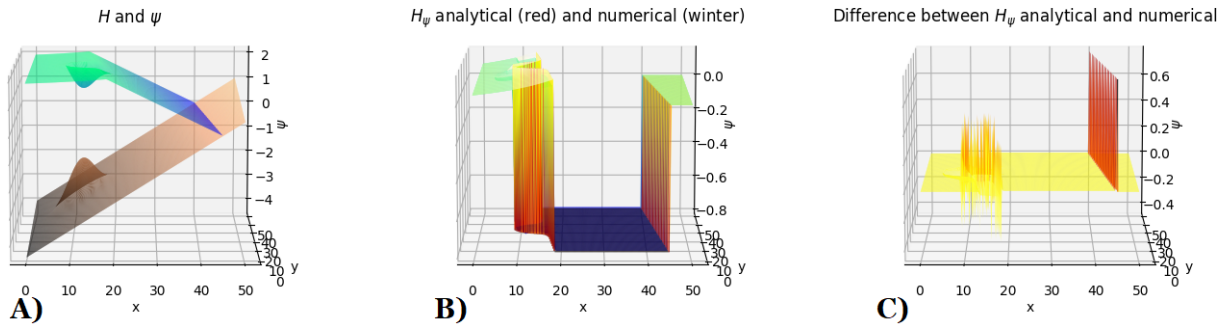 H and ψ
2
1
0
−1
−2
−3
−4
ψ
50
40
30
20
10
0
y
0 10 20 30 40 50
x
A)
Hψ analytical (red) and numerical (winter)
0.0
−0.2
−0.4
−0.6
−0.8
ψ
50
40
30
20
10
0
y
0 10 20 30 40 50
x
B)
Difference between Hψ analytical and numerical
0.6
0.4
0.2
0.0
−0.2
−0.4
ψ
50
40
30
20
10
0
y
0 10 20 30 40 50
x
C)